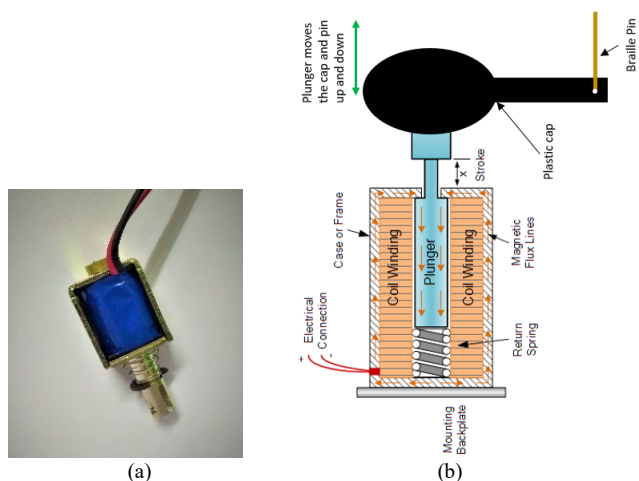 Plunger moves
the cap and pin
up and down
Braille Pin
Plastic cap
x
Stroke
Case or Frame
Coil Winding
Plunger
Coil Winding
Magnetic
Flux Lines
+ Electrical
- Connection
Return
Spring
Mounting
Backplate
(a)
(b)